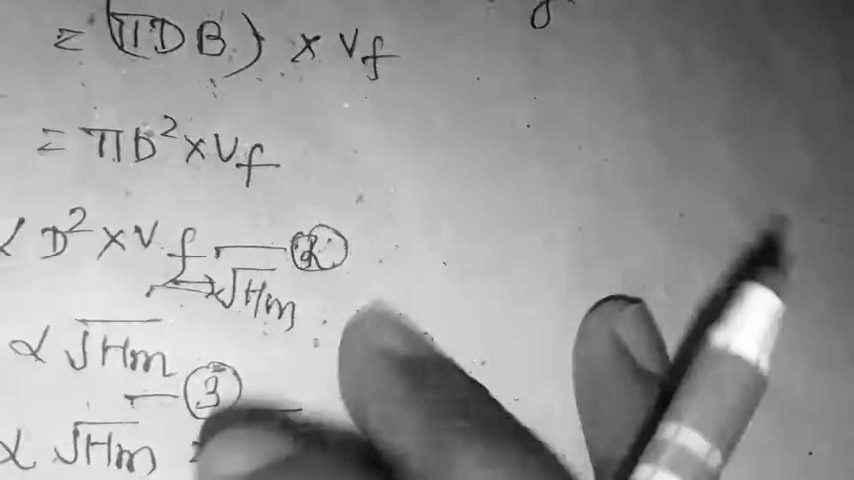 = (πDB) × Vf
= πD² × Vf
∝ D² × Vf — ②
→ ∝ √Hm
∝ √Hm
— ③
∝ √Hm